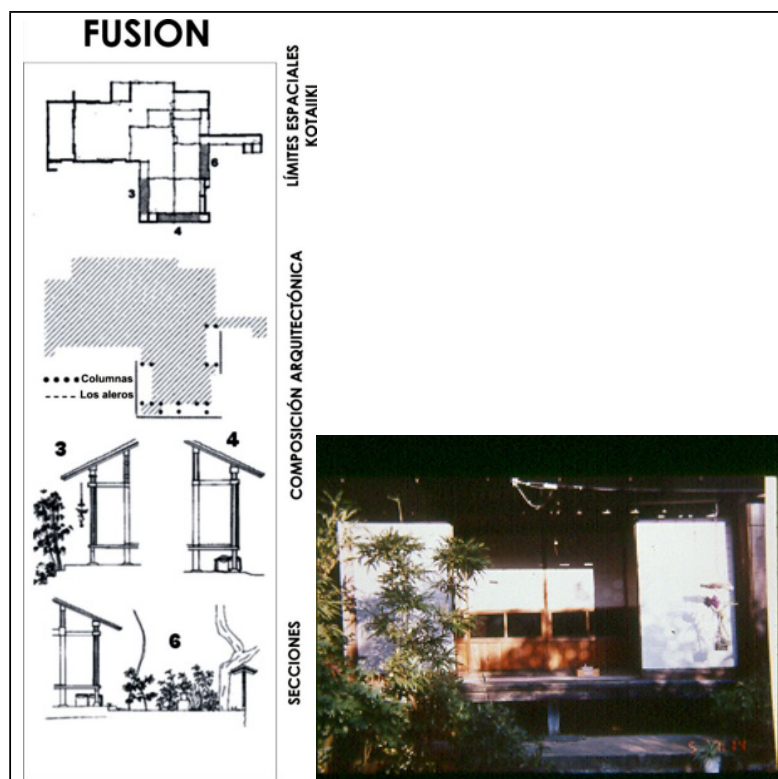 FUSION
LÍMITES ESPACIALES
KOTAIIKI
6
3
4
COMPOSICIÓN ARQUITECTÓNICA
Columnas
Los aleros
3
4
SECCIONES
6